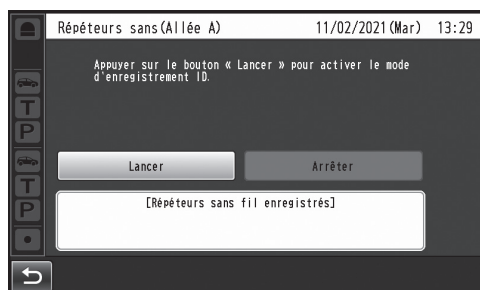 Répéteurs sans(Allée A) 11/02/2021(Mar) 13:29
Appuyer sur le bouton « Lancer » pour activer le mode
d'enregistrement ID.
T
P
Lancer Arrêter
T
[Répéteurs sans fil enregistrés]
P